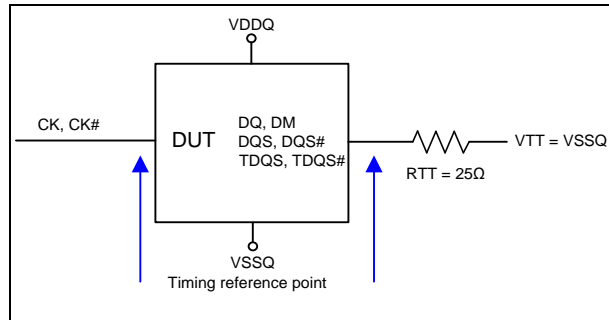 VDDQ
CK, CK#
DUT
DQ, DM
DQS, DQS#
TDQS, TDQS#
VTT = VSSQ
RTT = 25Ω
VSSQ
Timing reference point